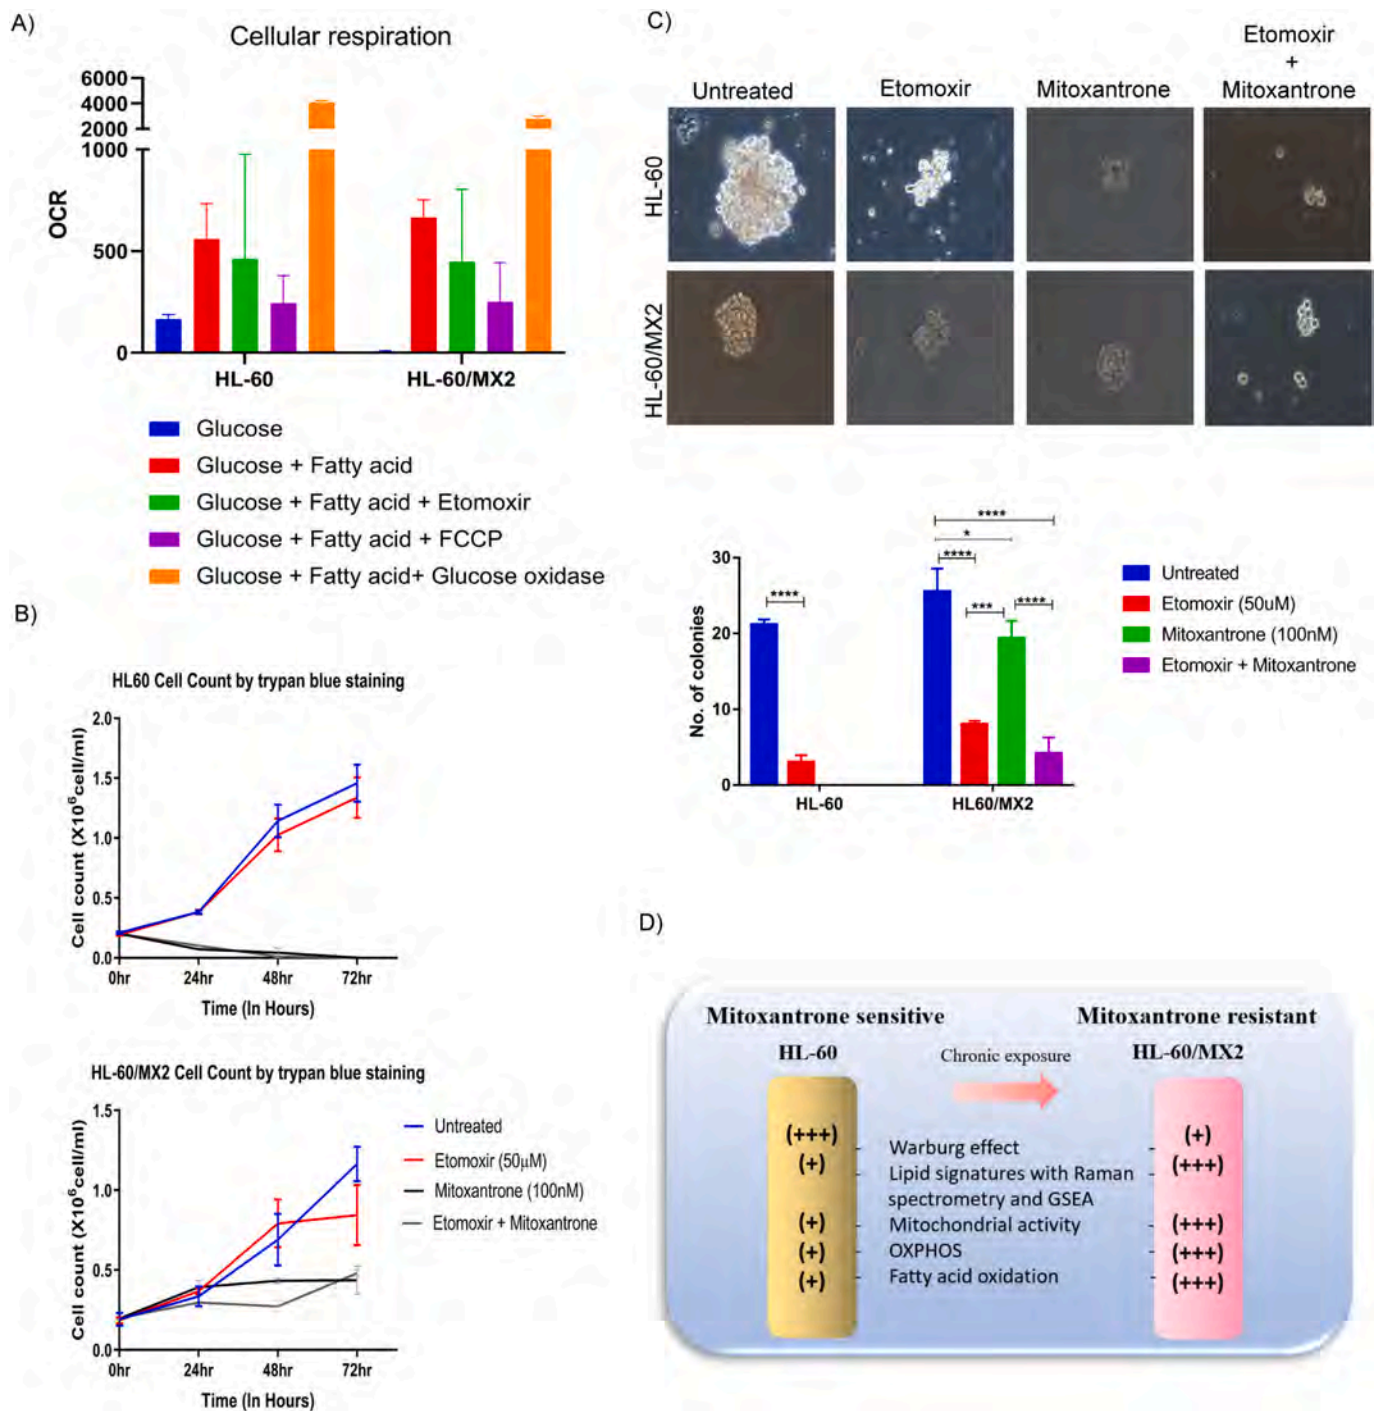 A)
Cellular respiration
6000
4000
2000
1000
500
0
OCR
HL-60
HL-60/MX2
Glucose
Glucose + Fatty acid
Glucose + Fatty acid + Etomoxir
Glucose + Fatty acid + FCCP
Glucose + Fatty acid+ Glucose oxidase
B)
HL60 Cell Count by trypan blue staining
2.0
1.5
1.0
0.5
0.0
Cell count (X10⁶cell/ml)
0hr 24hr 48hr 72hr
Time (In Hours)
HL-60/MX2 Cell Count by trypan blue staining
1.5
1.0
0.5
0.0
Cell count (X10⁶cell/ml)
0hr 24hr 48hr 72hr
Time (In Hours)
Untreated
Etomoxir (50μM)
Mitoxantrone (100nM)
Etomoxir + Mitoxantrone
C)
Untreated
Etomoxir
Mitoxantrone
Etomoxir
+
Mitoxantrone
HL-60
HL-60/MX2
****
*
****
****
***
****
30
20
10
0
No. of colonies
HL-60
HL60/MX2
Untreated
Etomoxir (50uM)
Mitoxantrone (100nM)
Etomoxir + Mitoxantrone
D)
Mitoxantrone sensitive
HL-60
Chronic exposure
Mitoxantrone resistant
HL-60/MX2
(+++) Warburg effect (+)
(+) Lipid signatures with Raman (+++)
spectrometry and GSEA
(+) Mitochondrial activity (+++)
(+) OXPHOS (+++)
(+) Fatty acid oxidation (+++)